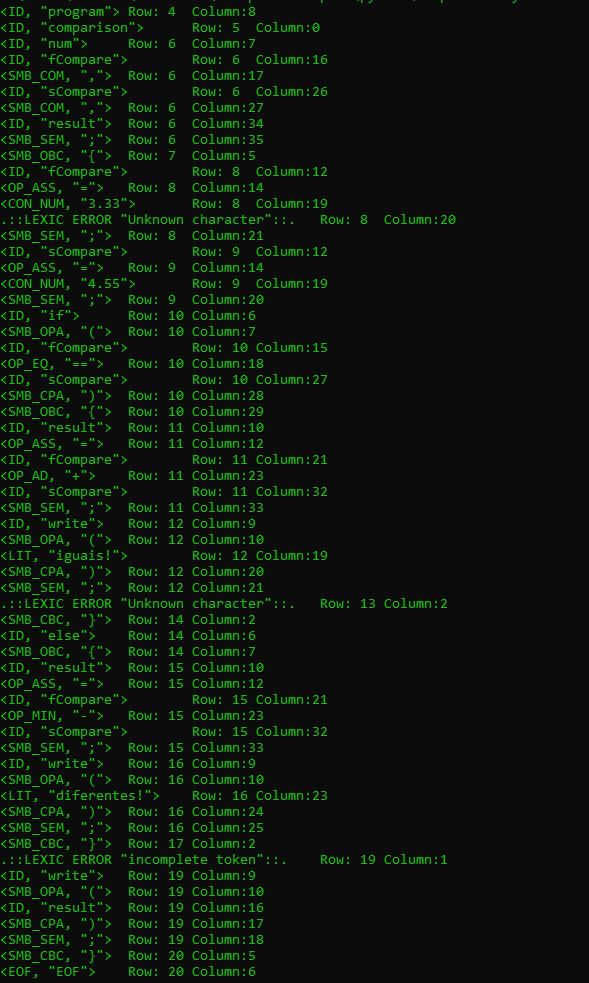 <ID, "program"> Row: 4  Column:8
<ID, "comparison">      Row: 5  Column:0
<ID, "num">  Row: 6  Column:7
<ID, "fCompare">        Row: 6  Column:16
<SMB_COM, ",">  Row: 6  Column:17
<ID, "sCompare">        Row: 6  Column:26
<SMB_COM, ",">  Row: 6  Column:27
<ID, "result">  Row: 6  Column:34
<SMB_SEM, ";">  Row: 6  Column:35
<SMB_OBC, "{">  Row: 7  Column:5
<ID, "fCompare">        Row: 8  Column:12
<OP_ASS, "=">   Row: 8  Column:14
<CON_NUM, "3.33">       Row: 8  Column:19
.::LEXIC ERROR "Unknown character"::.   Row: 8  Column:20
<SMB_SEM, ";">  Row: 8  Column:21
<ID, "sCompare">        Row: 9  Column:12
<OP_ASS, "=">   Row: 9  Column:14
<CON_NUM, "4.55">       Row: 9  Column:19
<SMB_SEM, ";">  Row: 9  Column:20
<ID, "if">      Row: 10 Column:6
<SMB_OPA, "(">  Row: 10 Column:7
<ID, "fCompare">        Row: 10 Column:15
<OP_EQ, "==">   Row: 10 Column:18
<ID, "sCompare">        Row: 10 Column:27
<SMB_CPA, ")">  Row: 10 Column:28
<SMB_OBC, "{">  Row: 10 Column:29
<ID, "result">  Row: 11 Column:10
<OP_ASS, "=">   Row: 11 Column:12
<ID, "fCompare">        Row: 11 Column:21
<OP_AD, "+">    Row: 11 Column:23
<ID, "sCompare">        Row: 11 Column:32
<SMB_SEM, ";">  Row: 11 Column:33
<ID, "write">   Row: 12 Column:9
<SMB_OPA, "(">  Row: 12 Column:10
<LIT, "iguais!">        Row: 12 Column:19
<SMB_CPA, ")">  Row: 12 Column:20
<SMB_SEM, ";">  Row: 12 Column:21
.::LEXIC ERROR "Unknown character"::.   Row: 13 Column:2
<SMB_CBC, "}">  Row: 14 Column:2
<ID, "else">    Row: 14 Column:6
<SMB_OBC, "{">  Row: 14 Column:7
<ID, "result">  Row: 15 Column:10
<OP_ASS, "=">   Row: 15 Column:12
<ID, "fCompare">        Row: 15 Column:21
<OP_MIN, "-">   Row: 15 Column:23
<ID, "sCompare">        Row: 15 Column:32
<SMB_SEM, ";">  Row: 15 Column:33
<ID, "write">   Row: 16 Column:9
<SMB_OPA, "(">  Row: 16 Column:10
<LIT, "diferentes!">    Row: 16 Column:23
<SMB_CPA, ")">  Row: 16 Column:24
<SMB_SEM, ";">  Row: 16 Column:25
<SMB_CBC, "}">  Row: 17 Column:2
.::LEXIC ERROR "incomplete token"::.    Row: 19 Column:1
<ID, "write">   Row: 19 Column:9
<SMB_OPA, "(">  Row: 19 Column:10
<ID, "result">  Row: 19 Column:16
<SMB_CPA, ")">  Row: 19 Column:17
<SMB_SEM, ";">  Row: 19 Column:18
<SMB_CBC, "}">  Row: 20 Column:5
<EOF, "EOF">    Row: 20 Column:6